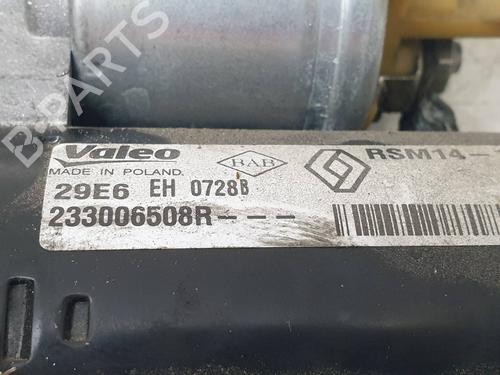 B-PARTS
Valeo
MADE IN POLAND.
BAB
RSM14-
29E6 EH 0728B
233006508R---